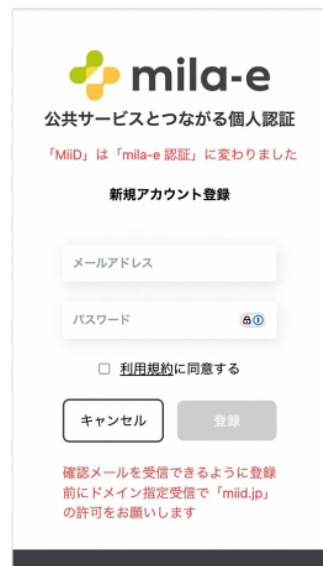 mila-e
公共サービスとつながる個人認証
「MiiD」は「mila-e 認証」に変わりました
新規アカウント登録
メールアドレス
パスワード
利用規約に同意する
キャンセル
登録
確認メールを受信できるように登録
前にドメイン指定受信で「miid.jp」
の許可をお願いします